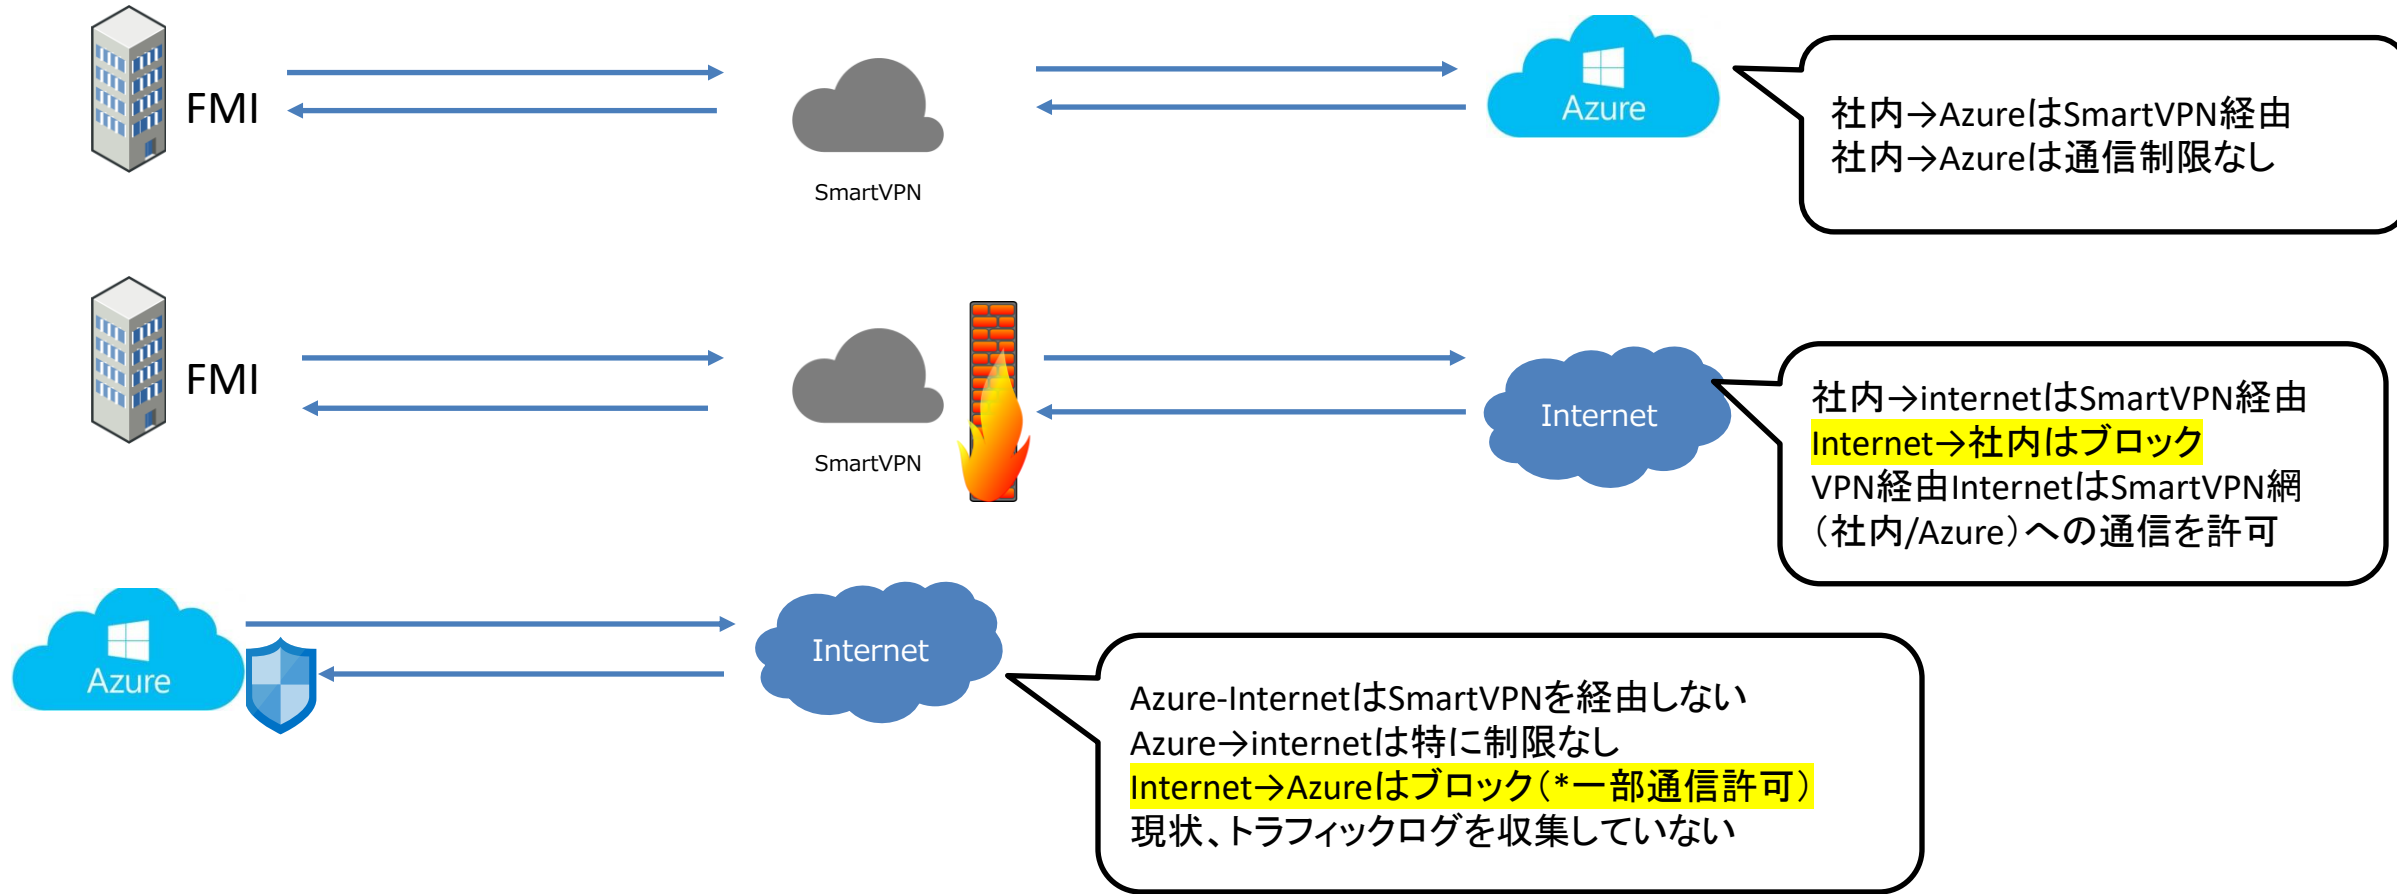 FMI
SmartVPN
Azure
社内→AzureはSmartVPN経由
社内→Azureは通信制限なし
FMI
SmartVPN
Internet
社内→internetはSmartVPN経由
Internet→社内はブロック
VPN経由InternetはSmartVPN網
（社内/Azure）への通信を許可
Azure
Internet
Azure-InternetはSmartVPNを経由しない
Azure→internetは特に制限なし
Internet→Azureはブロック（*一部通信許可）
現状、トラフィックログを収集していない